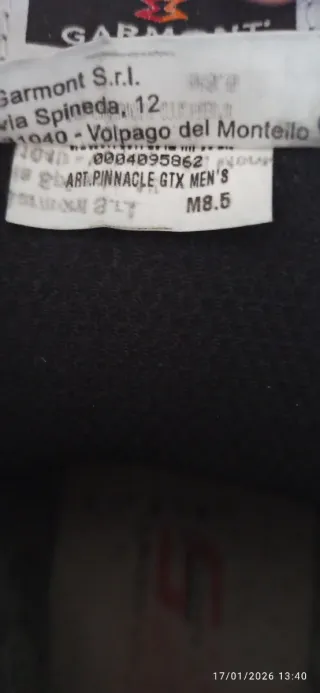 GARMONT
Garmont S.r.l.
via Spineda, 12
31040 - Volpago del Montello
0004095862
ART.PINNACLE GTX MEN'S
M8.5
17/01/2026 13:40